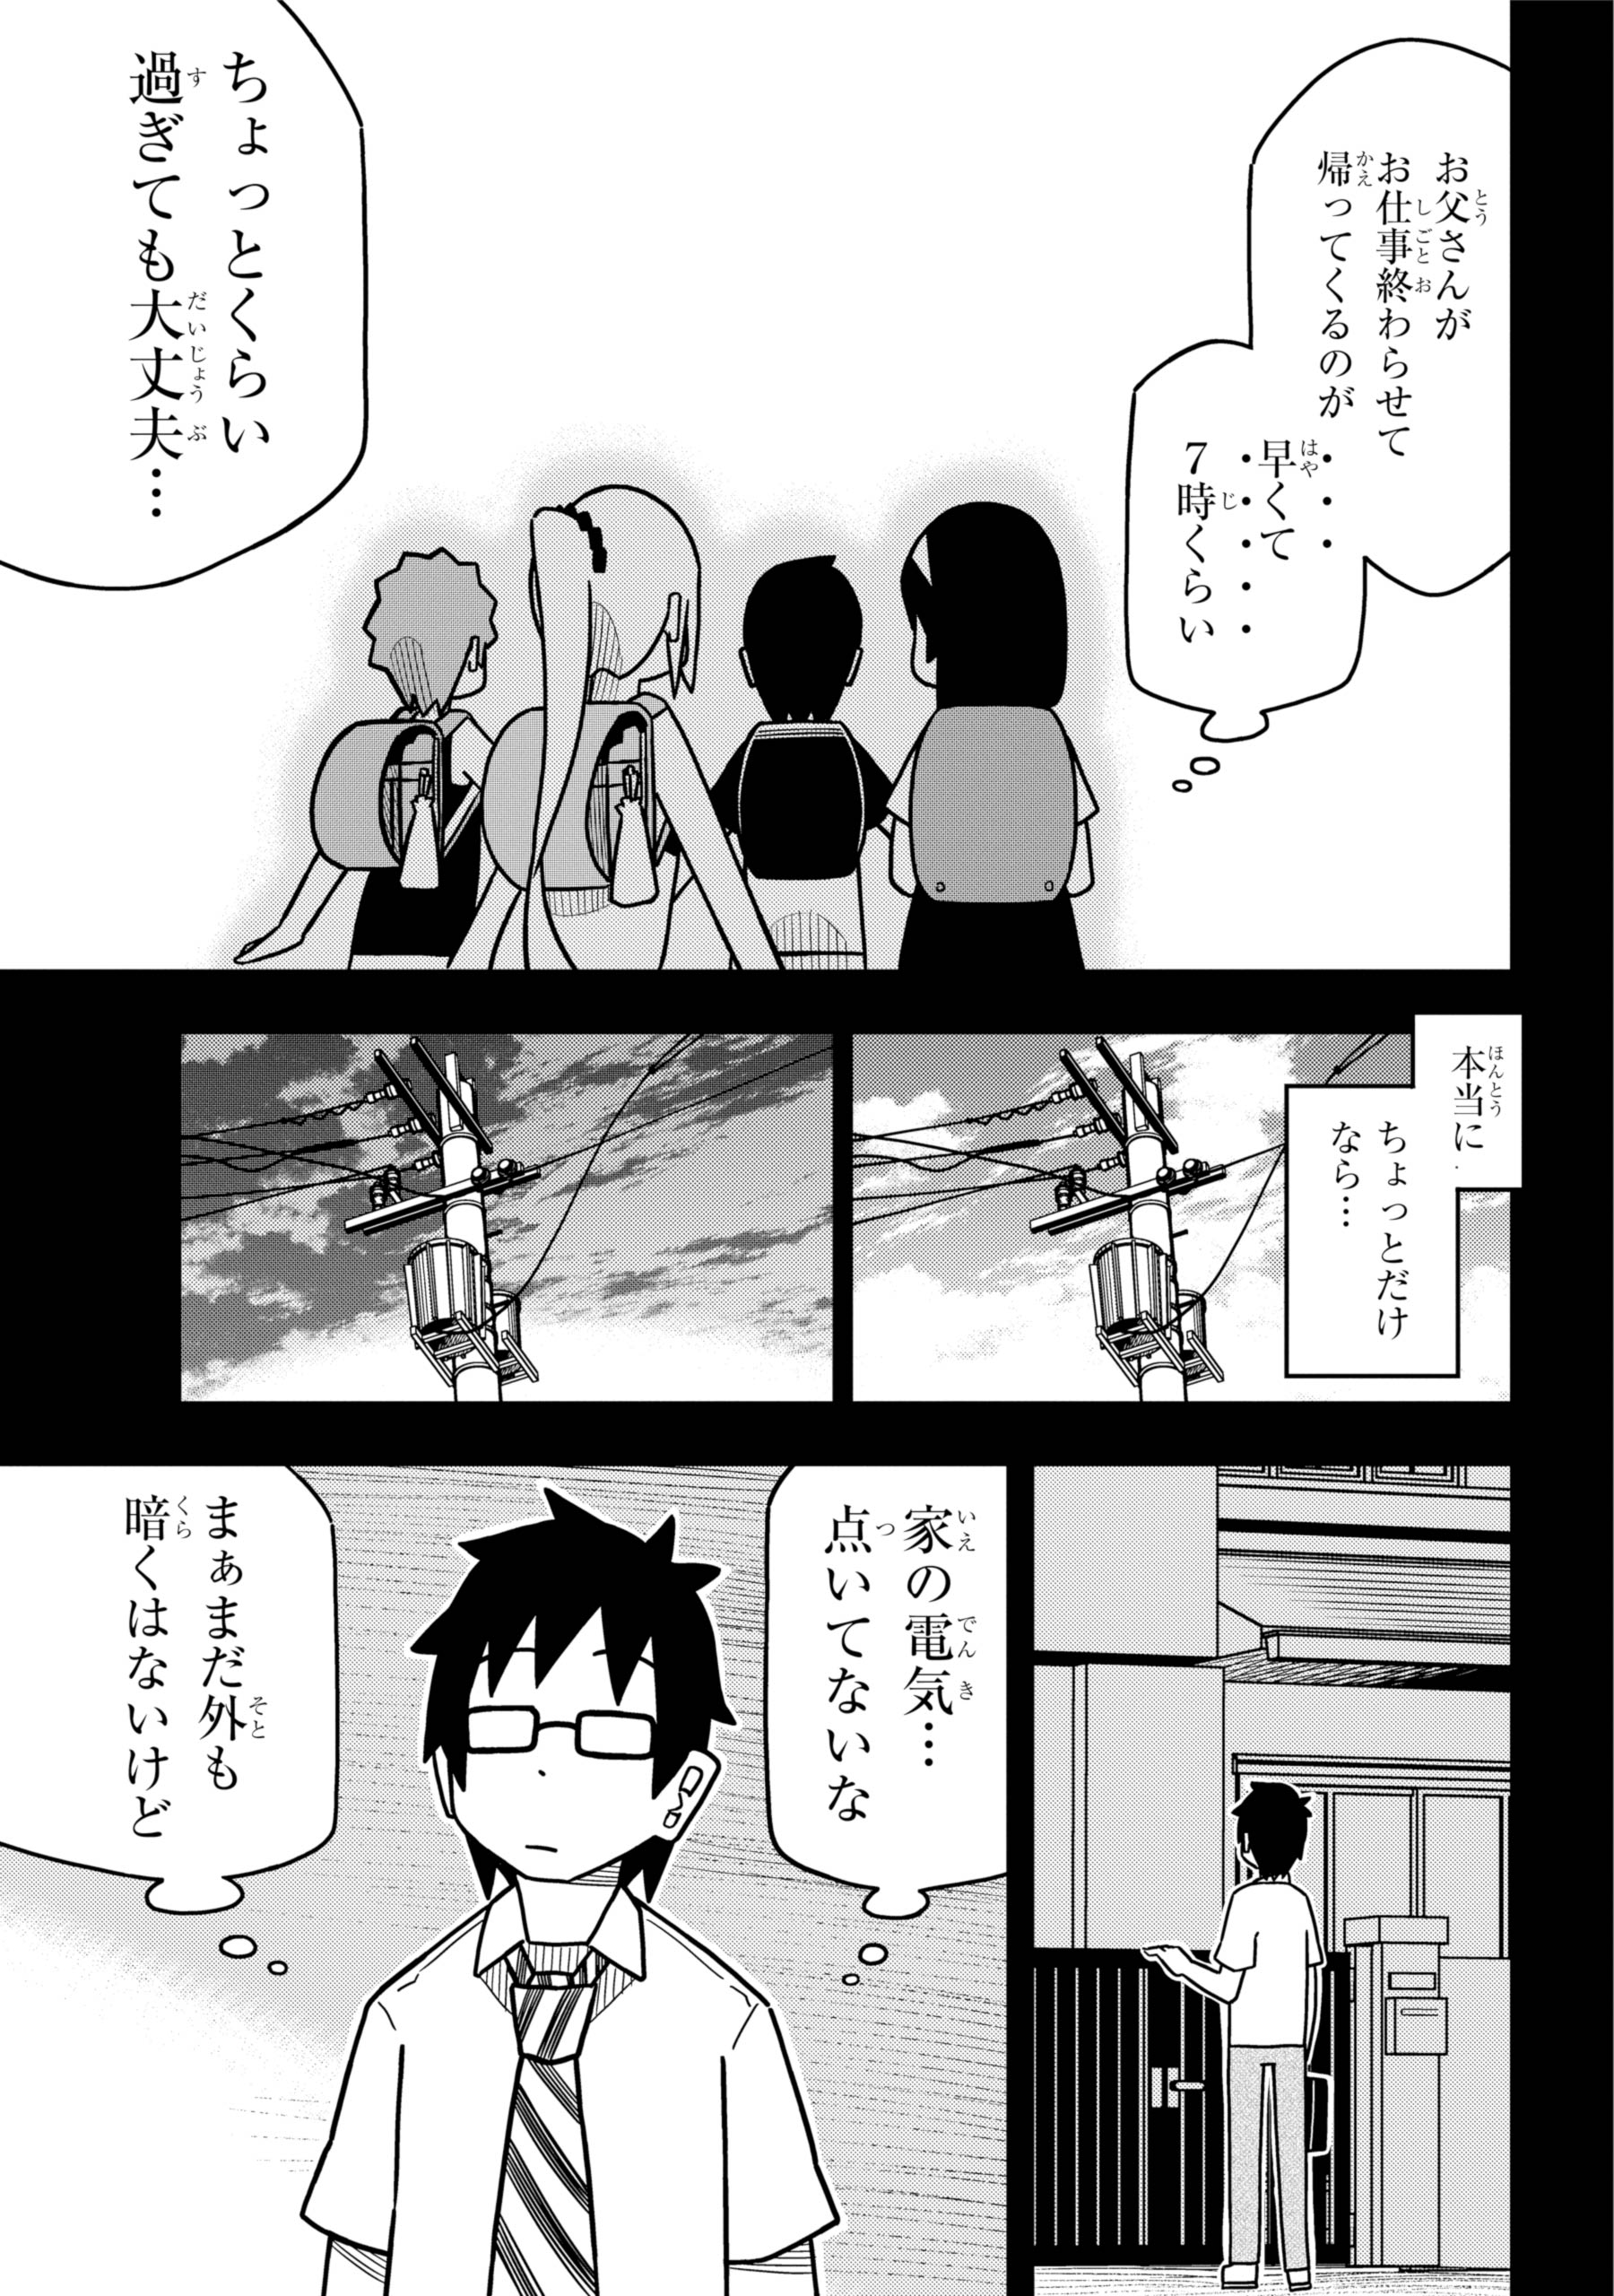 お父さんが
お仕事終わらせて
帰ってくるのが
早くて
7時くらい
ちょっとくらい
過ぎても大丈夫…
本当に
ちょっとだけ
なら…
家の電気…
点いてないな
まぁまだ外も
暗くはないけど